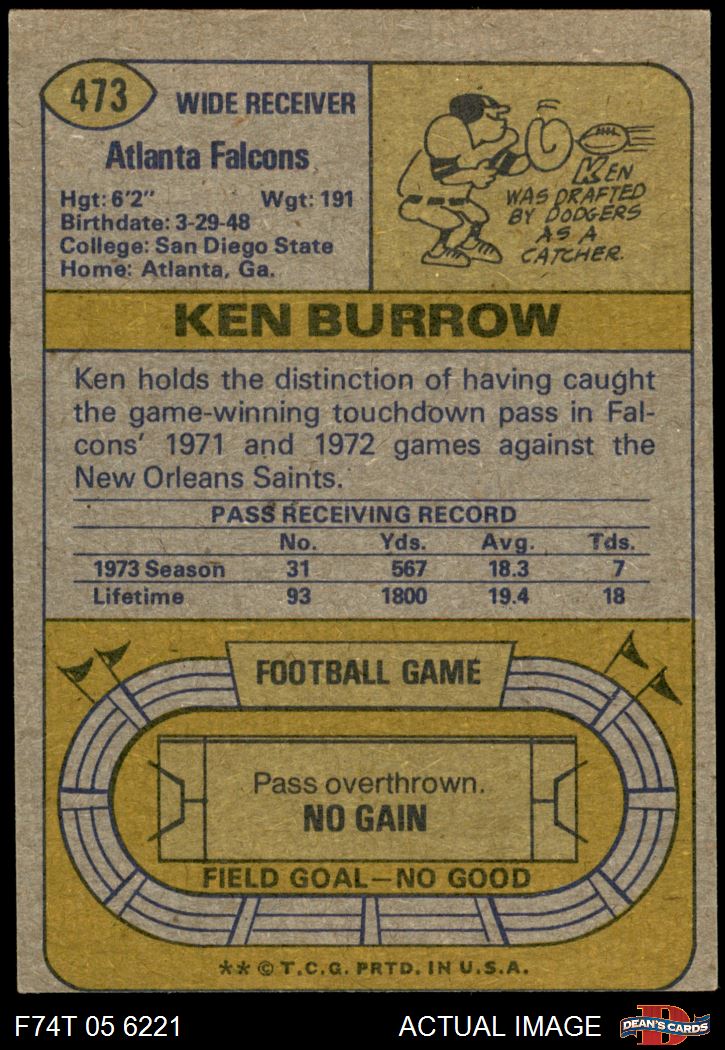 473
WIDE RECEIVER
Atlanta Falcons
Hgt: 6'2" Wgt: 191
Birthdate: 3-29-48
College: San Diego State
Home: Atlanta, Ga.
KEN
WAS DRAFTED
BY DODGERS
AS A
CATCHER.
KEN BURROW
Ken holds the distinction of having caught
the game-winning touchdown pass in Fal-
cons' 1971 and 1972 games against the
New Orleans Saints.
PASS RECEIVING RECORD
No. Yds. Avg. Tds.
1973 Season 31 567 18.3 7
Lifetime 93 1800 19.4 18
FOOTBALL GAME
Pass overthrown.
NO GAIN
FIELD GOAL—NO GOOD
** © T.C.G. PRTD. IN U.S.A.
F74T 05 6221 ACTUAL IMAGE
D
DEAN'S CARDS